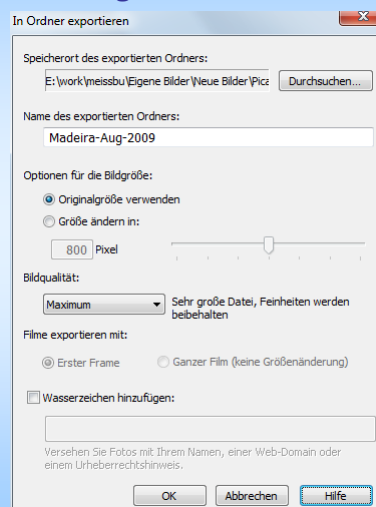 In Ordner exportieren
Speicherort des exportierten Ordners:
E:\work\meissbu\Eigene Bilder\Neue Bilder\Pica Durchsuchen...
Name des exportierten Ordners:
Madeira-Aug-2009
Optionen für die Bildgröße:
Originalgröße verwenden
Größe ändern in:
800 Pixel
Bildqualität:
Maximum Sehr große Datei, Feinheiten werden
beibehalten
Filme exportieren mit:
Erster Frame Ganzer Film (keine Größenänderung)
Wasserzeichen hinzufügen:
Versehen Sie Fotos mit Ihrem Namen, einer Web-Domain oder
einem Urheberrechtshinweis.
OK Abbrechen Hilfe